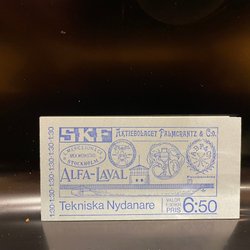 SKF AKTIEBOLAGET PALMCRANTZ & C:o.
STOCKHOLM
ALFA-LAVAL
Tekniska Nydanare
PRIS 6:50
1:30 1:30 1:30 1:30 1:30